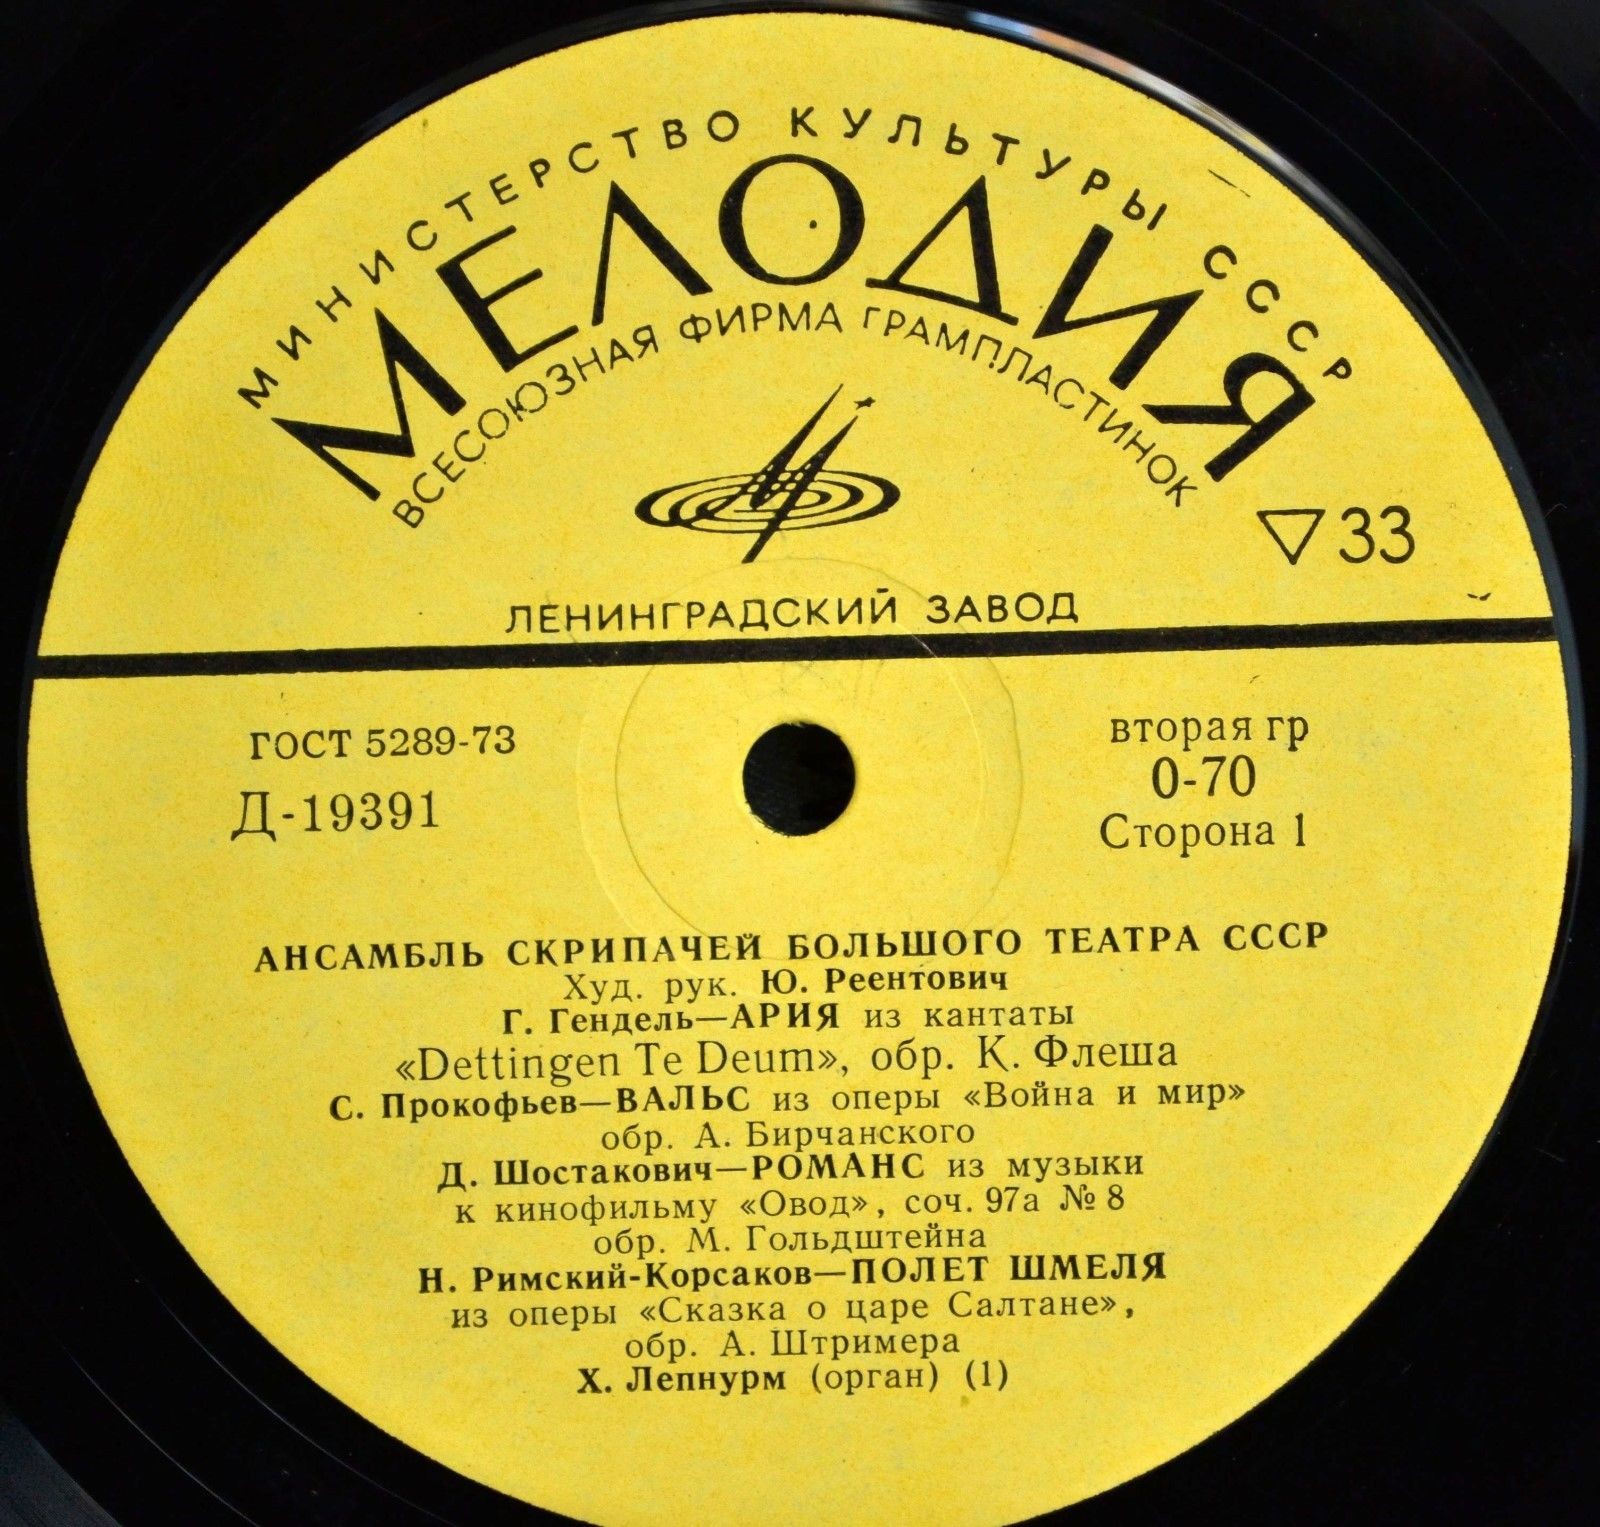 МИНИСТЕРСТВО КУЛЬТУРЫ СССР
МЕЛОДИЯ
ВСЕСОЮЗНАЯ ФИРМА ГРАМПЛАСТИНОК
▽33
ЛЕНИНГРАДСКИЙ ЗАВОД
ГОСТ 5289-73
Д-19391
вторая гр
0-70
Сторона 1
АНСАМБЛЬ СКРИПАЧЕЙ БОЛЬШОГО ТЕАТРА СССР
Худ. рук. Ю. Реентович
Г. Гендель—АРИЯ из кантаты
«Dettingen Te Deum», обр. К. Флеша
С. Прокофьев—ВАЛЬС из оперы «Война и мир»
обр. А. Бирчанского
Д. Шостакович—РОМАНС из музыки
к кинофильму «Овод», соч. 97а № 8
обр. М. Гольдштейна
Н. Римский-Корсаков—ПОЛЕТ ШМЕЛЯ
из оперы «Сказка о царе Салтане»,
обр. А. Штримера
Х. Лепнурм (орган) (1)